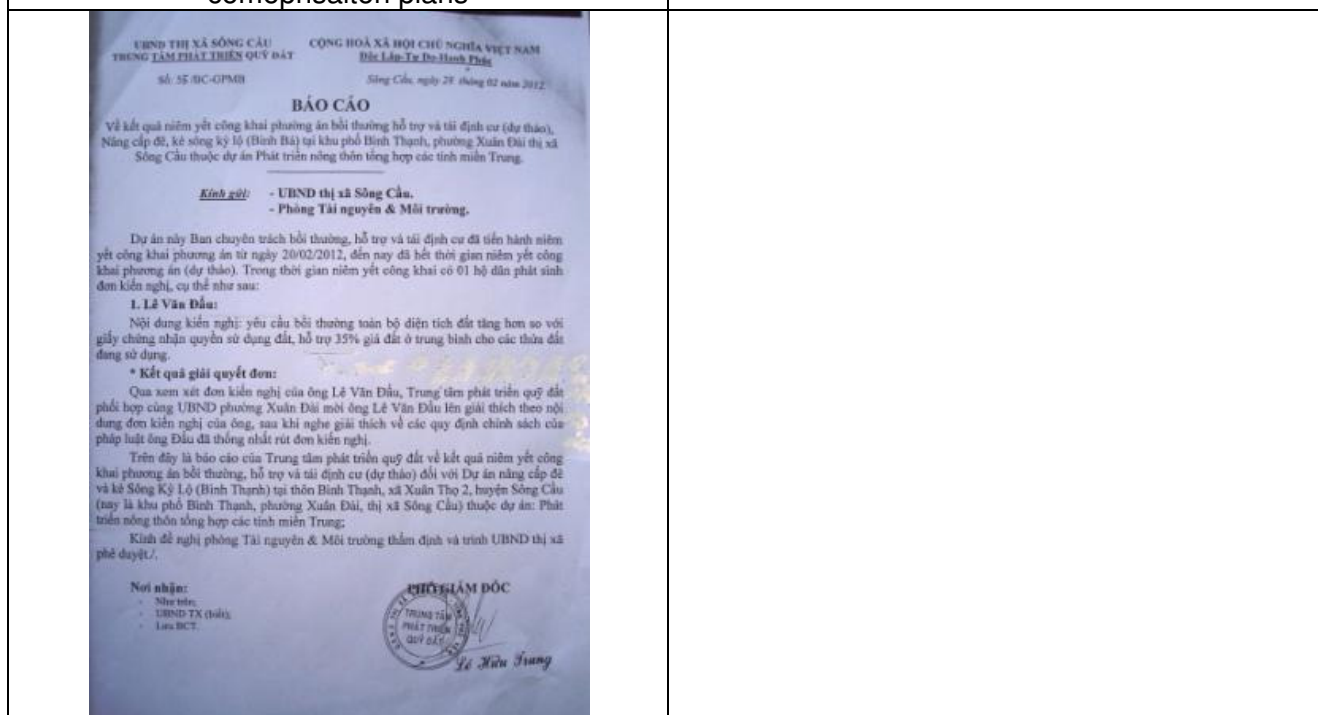 UBND THỊ XÃ SÔNG CẦU
TRUNG TÂM PHÁT TRIỂN QUỸ ĐẤT
CỘNG HOÀ XÃ HỘI CHỦ NGHĨA VIỆT NAM
Độc Lập-Tự Do-Hạnh Phúc
Số: /BC-GPMB
Sông Cầu, ngày 28 tháng 02 năm 2012
BÁO CÁO
Về kết quả niêm yết công khai phương án bồi thường hỗ trợ và tái định cư (dự thảo),
Nâng cấp đê, kè sông kỳ lộ (Bình Bá) tại khu phố Bình Thạnh, phường Xuân Đài thị xã
Sông Cầu thuộc dự án Phát triển nông thôn tổng hợp các tỉnh miền Trung.
Kính gửi: - UBND thị xã Sông Cầu.
- Phòng Tài nguyên & Môi trường.
Dự án này Ban chuyên trách bồi thường, hỗ trợ và tái định cư đã tiến hành niêm
yết công khai phương án từ ngày 20/02/2012, đến nay đã hết thời gian niêm yết công
khai phương án (dự thảo). Trong thời gian niêm yết công khai có 01 hộ dân phát sinh
đơn kiến nghị, cụ thể như sau:
1. Lê Văn Đầu:
Nội dung kiến nghị: yêu cầu bồi thường toàn bộ diện tích đất tăng hơn so với
giấy chứng nhận quyền sử dụng đất, hỗ trợ 35% giá đất ở trung bình cho các thửa đất
đang sử dụng.
* Kết quả giải quyết đơn:
Qua xem xét đơn kiến nghị của ông Lê Văn Đầu, Trung tâm phát triển quỹ đất
phối hợp cùng UBND phường Xuân Đài mời ông Lê Văn Đầu lên giải thích theo nội
dung đơn kiến nghị của ông, sau khi nghe giải thích về các quy định chính sách của
pháp luật ông Đầu đã thống nhất rút đơn kiến nghị.
Trên đây là báo cáo của Trung tâm phát triển quỹ đất về kết quả niêm yết công
khai phương án bồi thường, hỗ trợ và tái định cư (dự thảo) đối với Dự án nâng cấp đê
và kè Sông Kỳ Lộ (Bình Thạnh) tại thôn Bình Thạnh, xã Xuân Thọ 2, huyện Sông Cầu
(nay là khu phố Bình Thạnh, phường Xuân Đài, thị xã Sông Cầu) thuộc dự án: Phát
triển nông thôn tổng hợp các tỉnh miền Trung;
Kính đề nghị phòng Tài nguyên & Môi trường thẩm định và trình UBND thị xã
phê duyệt./.
Nơi nhận:
- Như trên;
- UBND TX (b/c);
- Lưu BCT.
PHÓ GIÁM ĐỐC
TRUNG TÂM
PHÁT TRIỂN
QUỸ ĐẤT
Lê Hữu Trung